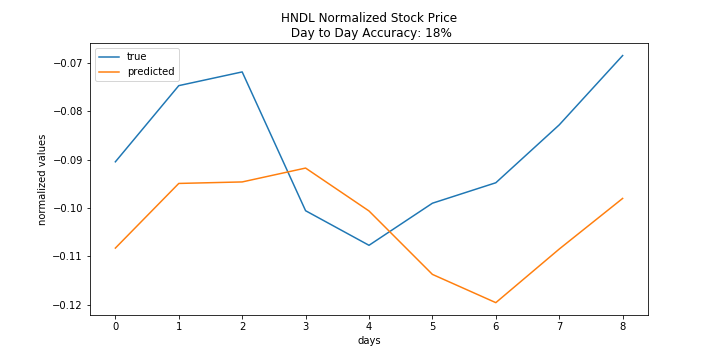 HNDL Normalized Stock Price
Day to Day Accuracy: 18%
true
predicted
−0.07
−0.08
−0.09
−0.10
−0.11
−0.12
normalized values
0 1 2 3 4 5 6 7 8
days